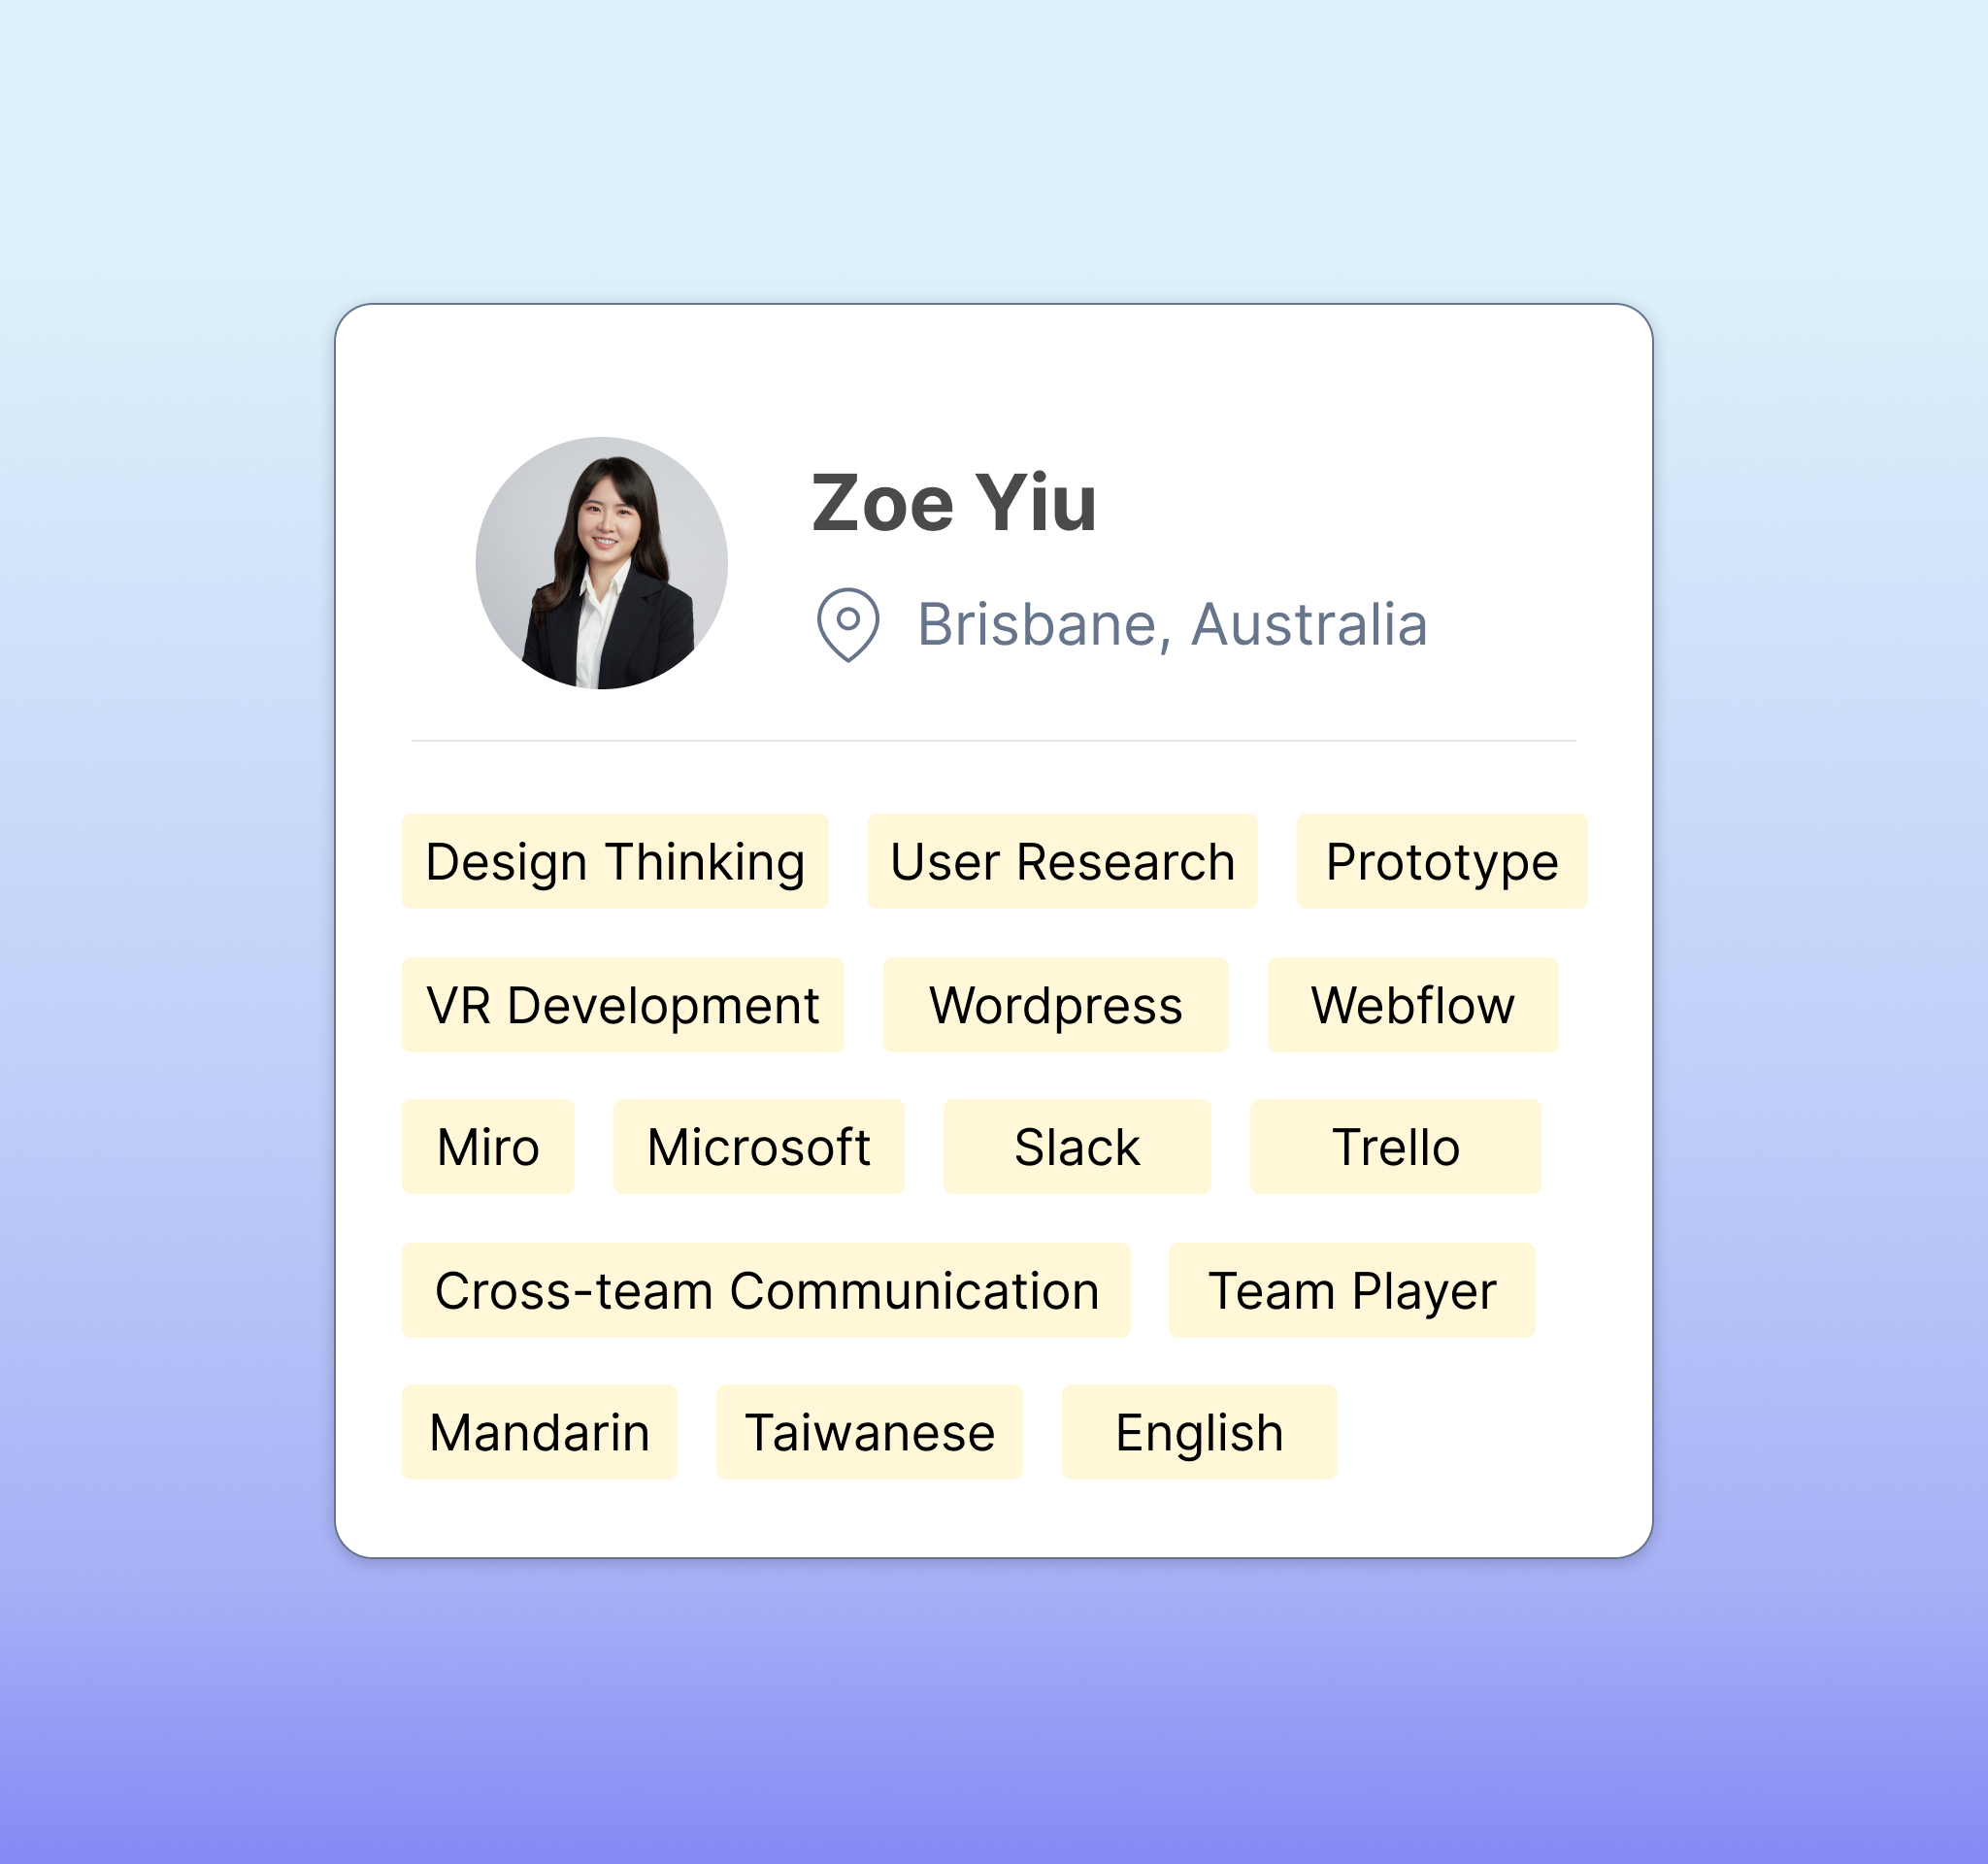 Zoe Yiu
Brisbane, Australia
Design Thinking User Research Prototype
VR Development Wordpress Webflow
Miro Microsoft Slack Trello
Cross-team Communication Team Player
Mandarin Taiwanese English